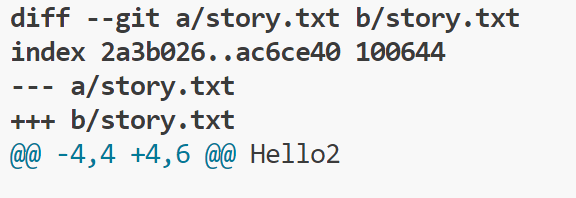 diff --git a/story.txt b/story.txt
index 2a3b026..ac6ce40 100644
--- a/story.txt
+++ b/story.txt
@@ -4,4 +4,6 @@ Hello2